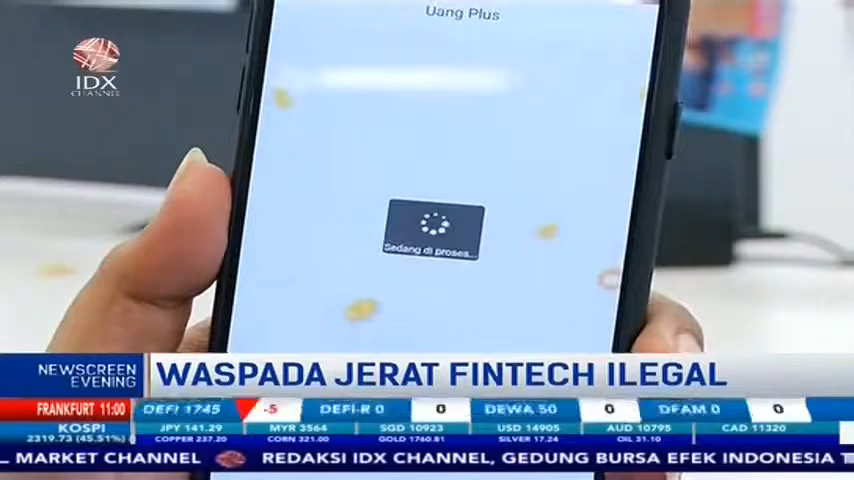 Uang Plus
IDX
CHANNEL
Sedang di proses...
NEWSCREEN
EVENING
WASPADA JERAT FINTECH ILEGAL
FRANKFURT 11:00
DEFI 1745 -5 DEFI-R 0 0 DEWA 50 0 DFAM 0 0
KOSPI
2319.73 (45.51%)
JPY 141.29 MYR 3564 SGD 10923 USD 14905 AUD 10795 CAD 11320
COPPER 237.20 CORN 321.00 GOLD 1760.81 SILVER 17.24 OIL 31.10
MARKET CHANNEL REDAKSI IDX CHANNEL, GEDUNG BURSA EFEK INDONESIA